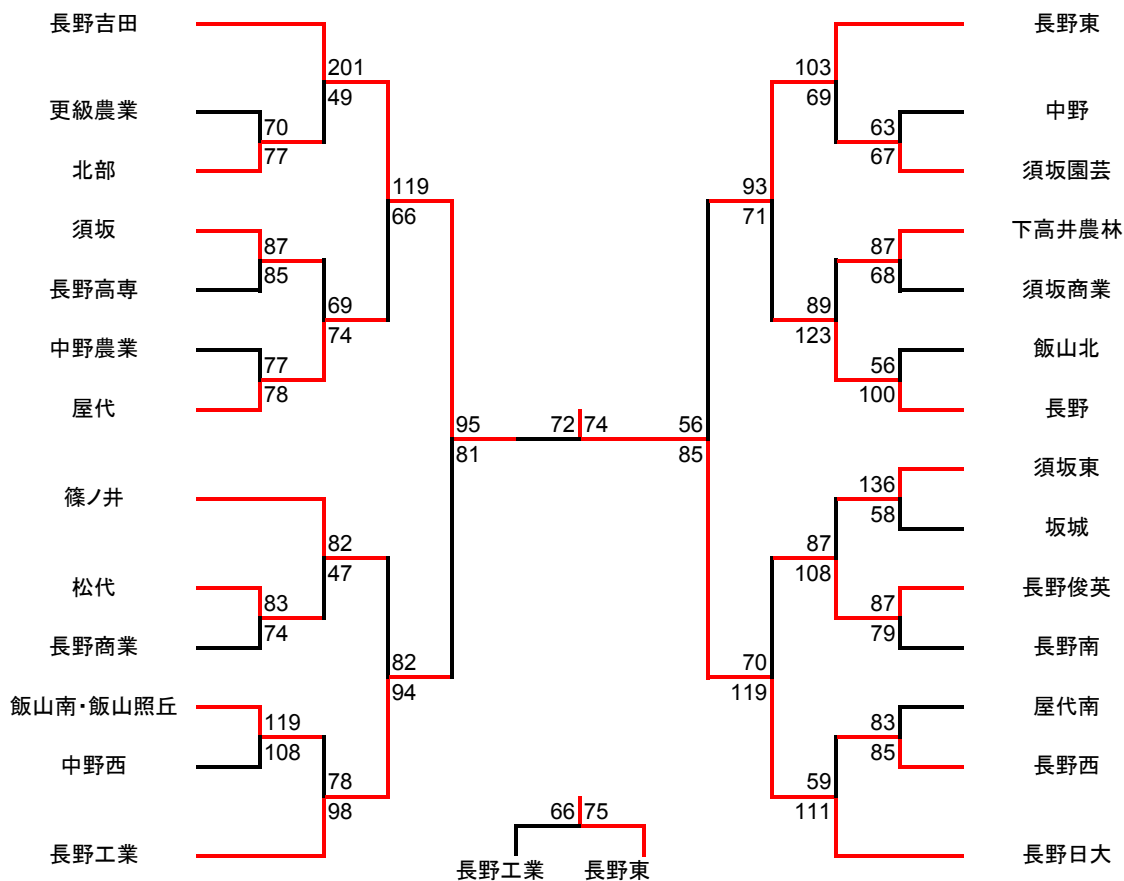 長野吉田
201
49
更級農業
70
77
北部
119
66
須坂
87
85
長野高専
69
74
中野農業
77
78
屋代
95
81
篠ノ井
82
47
松代
83
74
長野商業
82
94
飯山南・飯山照丘
119
108
中野西
78
98
長野工業
72 74
長野東
103
69
中野
63
67
須坂園芸
93
71
下高井農林
87
68
須坂商業
89
123
飯山北
56
100
長野
56
85
須坂東
136
58
坂城
87
108
長野俊英
87
79
長野南
70
119
屋代南
83
85
長野西
59
111
長野日大
66 75
長野工業 長野東